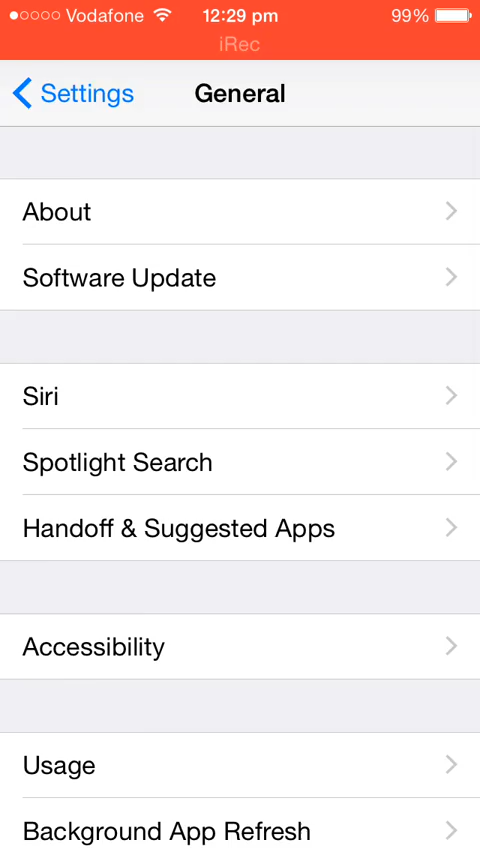 Vodafone 12:29 pm 99%
iRec
Settings General
About
Software Update
Siri
Spotlight Search
Handoff & Suggested Apps
Accessibility
Usage
Background App Refresh